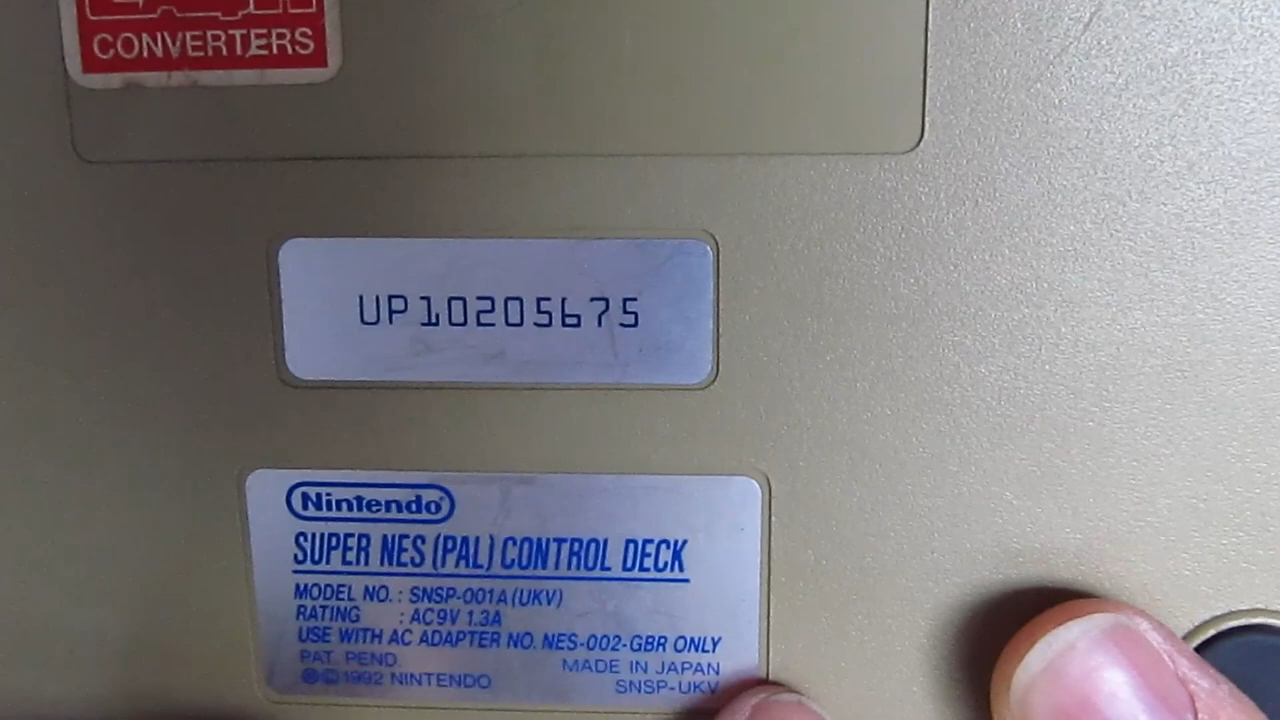 CONVERTERS
UP10205675
Nintendo®
SUPER NES (PAL) CONTROL DECK
MODEL NO. : SNSP-001A (UKV)
RATING : AC9V 1.3A
USE WITH AC ADAPTER NO. NES-002-GBR ONLY
PAT. PEND. MADE IN JAPAN
Ⓜ©1992 NINTENDO SNSP-UKV